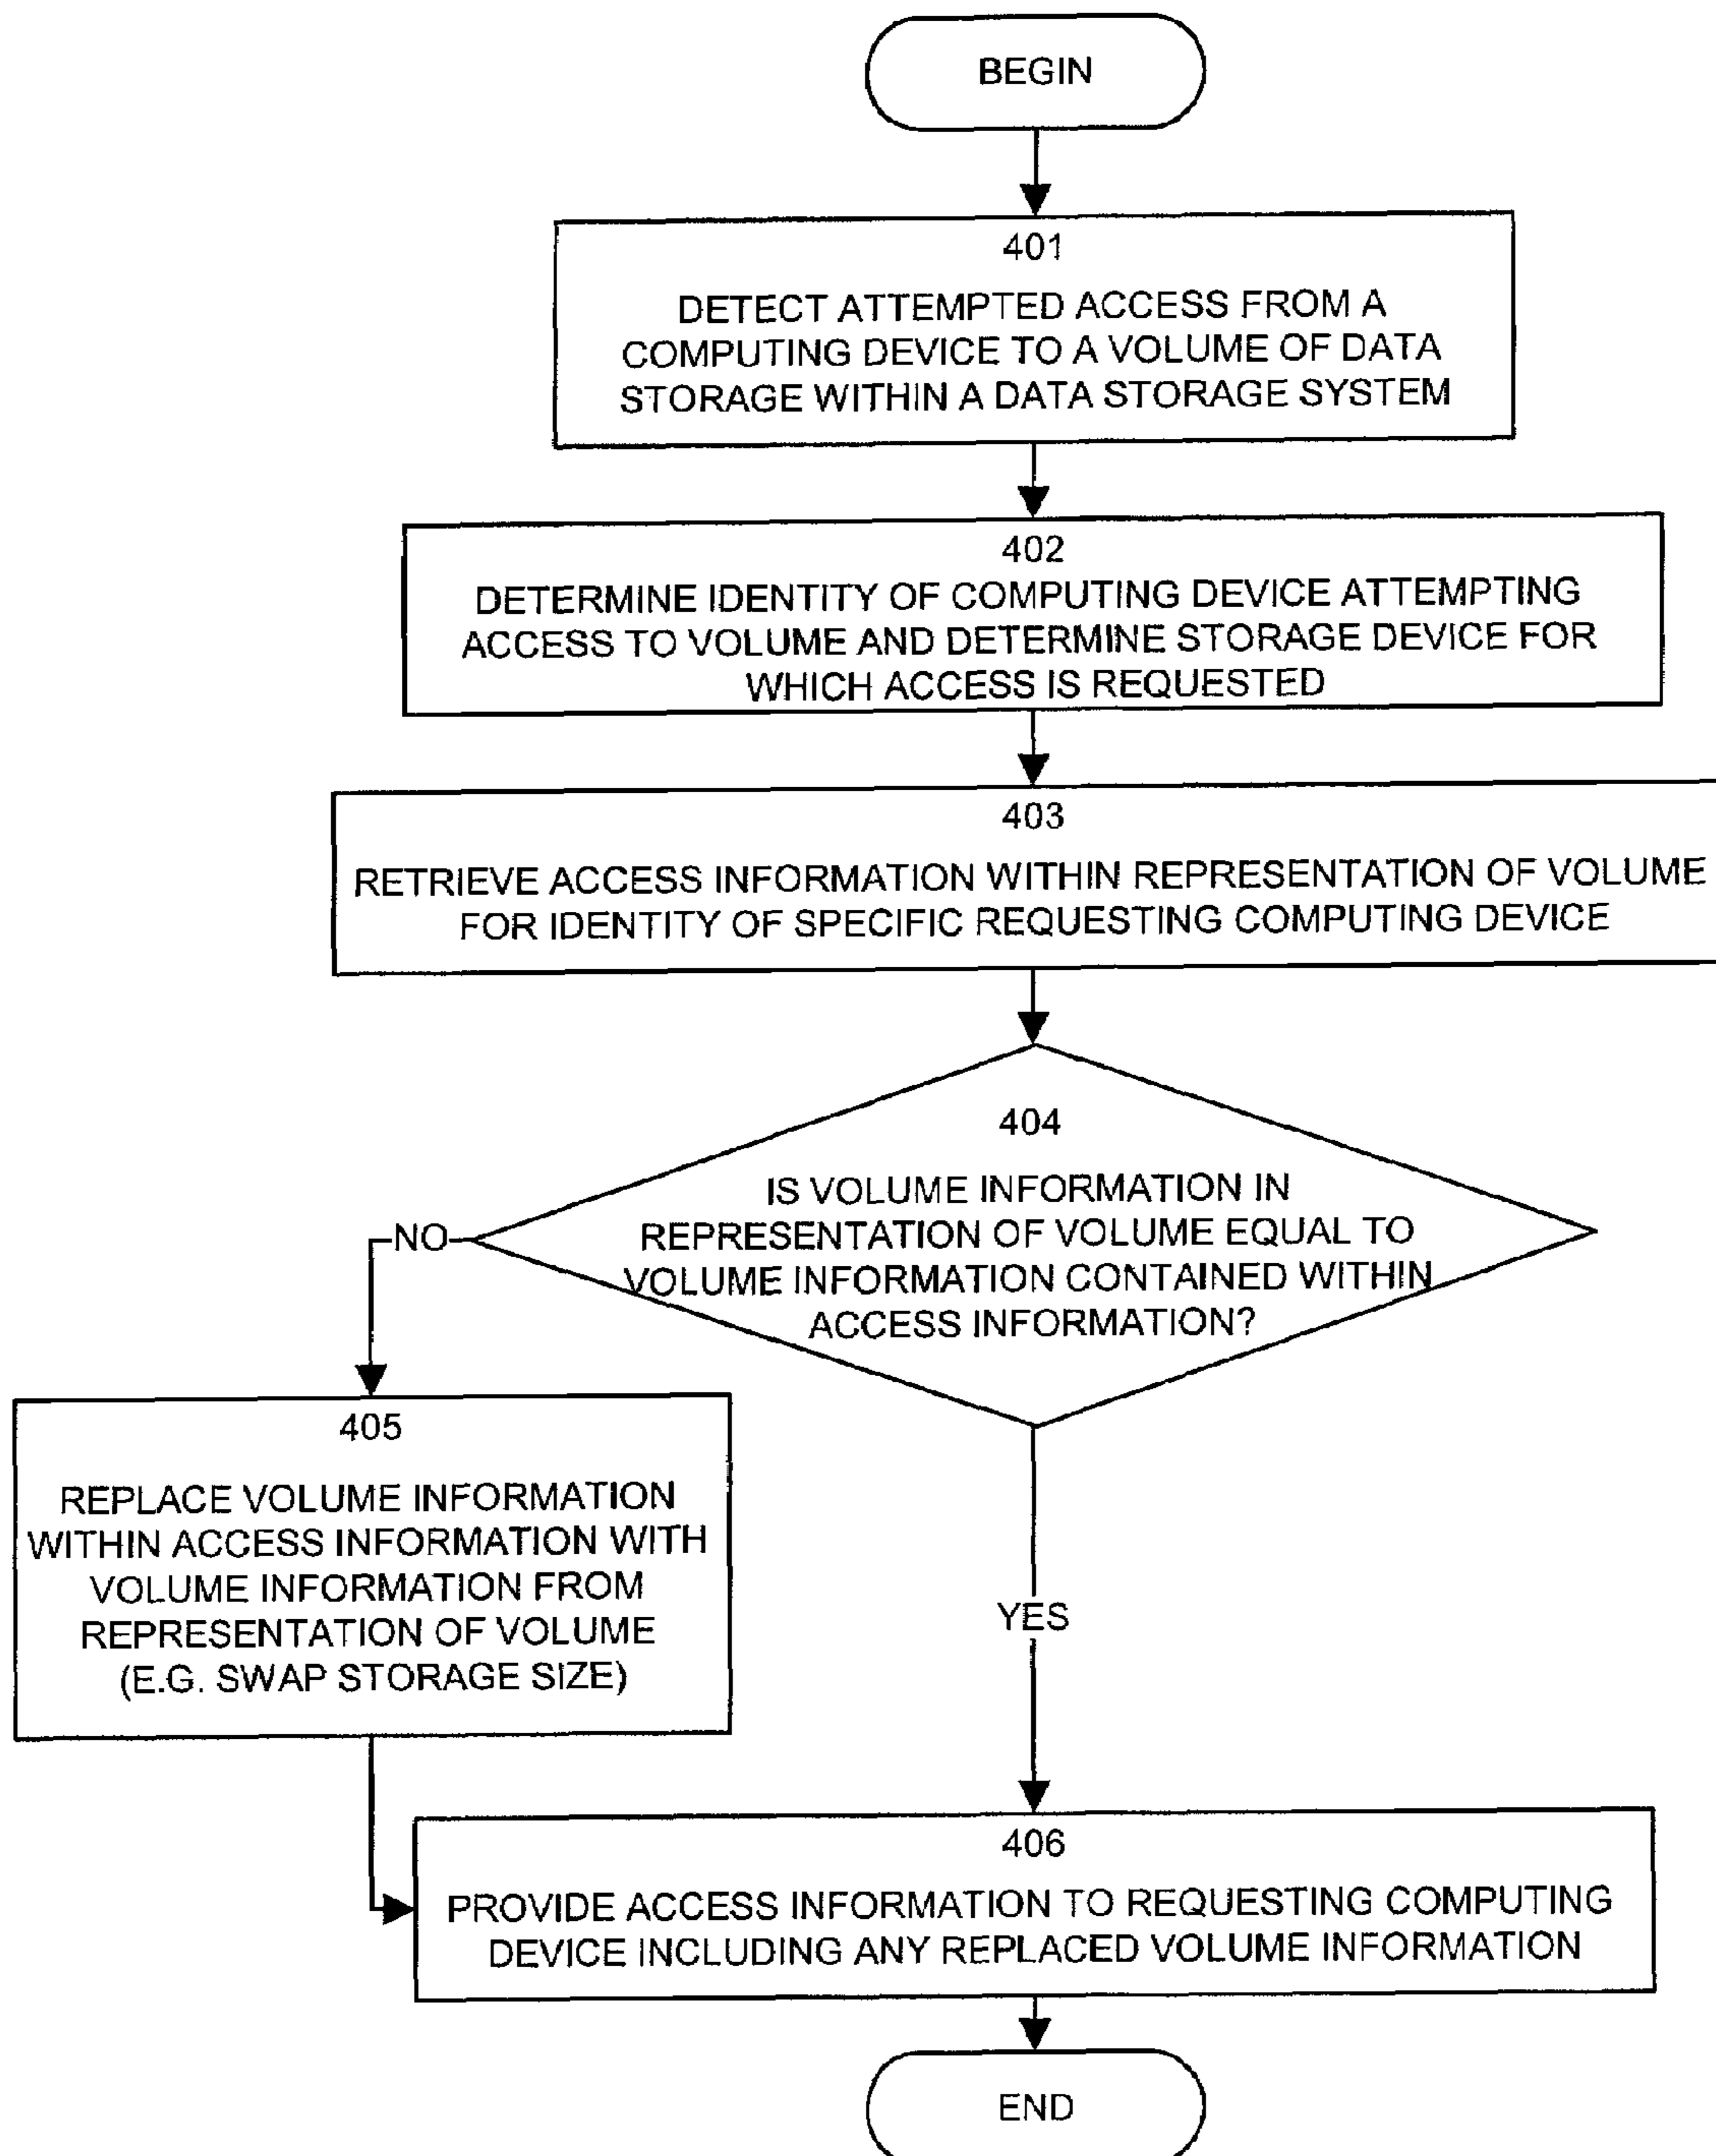 BEGIN
401
DETECT ATTEMPTED ACCESS FROM A
COMPUTING DEVICE TO A VOLUME OF DATA
STORAGE WITHIN A DATA STORAGE SYSTEM
402
DETERMINE IDENTITY OF COMPUTING DEVICE ATTEMPTING
ACCESS TO VOLUME AND DETERMINE STORAGE DEVICE FOR
WHICH ACCESS IS REQUESTED
403
RETRIEVE ACCESS INFORMATION WITHIN REPRESENTATION OF VOLUME
FOR IDENTITY OF SPECIFIC REQUESTING COMPUTING DEVICE
404
IS VOLUME INFORMATION IN
REPRESENTATION OF VOLUME EQUAL TO
VOLUME INFORMATION CONTAINED WITHIN
ACCESS INFORMATION?
NO
405
REPLACE VOLUME INFORMATION
WITHIN ACCESS INFORMATION WITH
VOLUME INFORMATION FROM
REPRESENTATION OF VOLUME
(E.G. SWAP STORAGE SIZE)
YES
406
PROVIDE ACCESS INFORMATION TO REQUESTING COMPUTING
DEVICE INCLUDING ANY REPLACED VOLUME INFORMATION
END